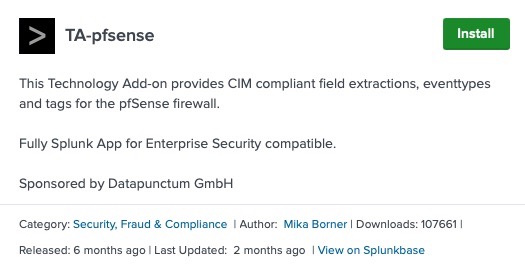 TA-pfsense
Install
This Technology Add-on provides CIM compliant field extractions, eventtypes
and tags for the pfSense firewall.
Fully Splunk App for Enterprise Security compatible.
Sponsored by Datapunctum GmbH
Category: Security, Fraud & Compliance | Author: Mika Borner | Downloads: 107661 |
Released: 6 months ago | Last Updated: 2 months ago | View on Splunkbase